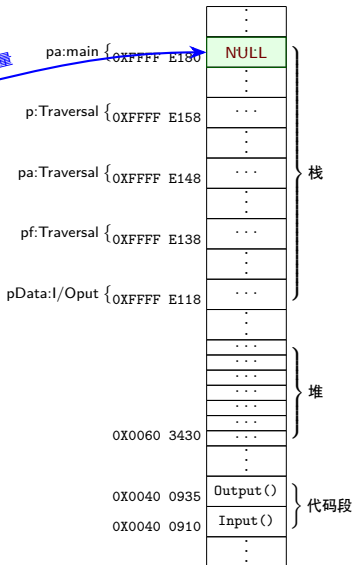 量
pa:main { 0XFFFF E180 NULL
p:Traversal { 0XFFFF E158 ...
pa:Traversal { 0XFFFF E148 ...
栈
pf:Traversal { 0XFFFF E138 ...
pData:I/Oput { 0XFFFF E118 ...
堆
0X0060 3430 ...
0X0040 0935 Output()
代码段
0X0040 0910 Input()